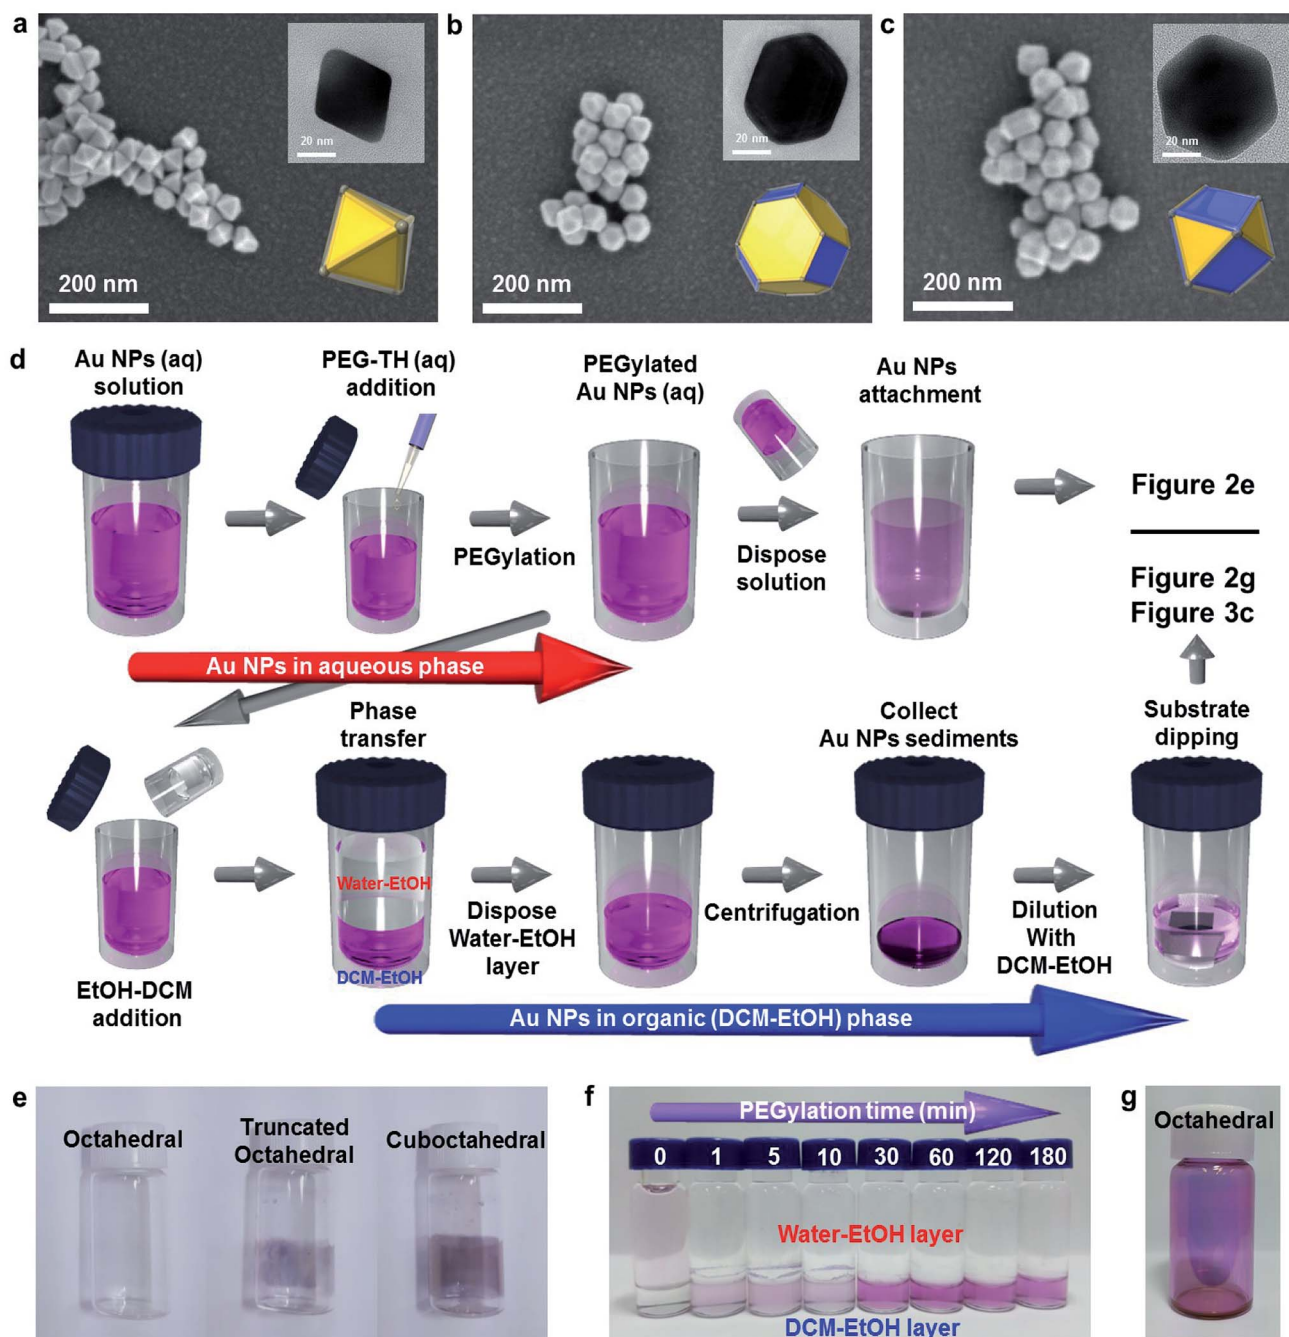 a
b
c
20 nm
20 nm
20 nm
200 nm
200 nm
200 nm
d
Au NPs (aq)
solution
PEG-TH (aq)
addition
PEGylated
Au NPs (aq)
Au NPs
attachment
PEGylation
Dispose
solution
Figure 2e
Figure 2g
Figure 3c
Au NPs in aqueous phase
Phase
transfer
Collect
Au NPs sediments
Substrate
dipping
Water-EtOH
DCM-EtOH
EtOH-DCM
addition
Dispose
Water-EtOH
layer
Centrifugation
Dilution
With
DCM-EtOH
Au NPs in organic (DCM-EtOH) phase
e
Octahedral
Truncated
Octahedral
Cuboctahedral
f
PEGylation time (min)
0 1 5 10 30 60 120 180
Water-EtOH layer
DCM-EtOH layer
g
Octahedral